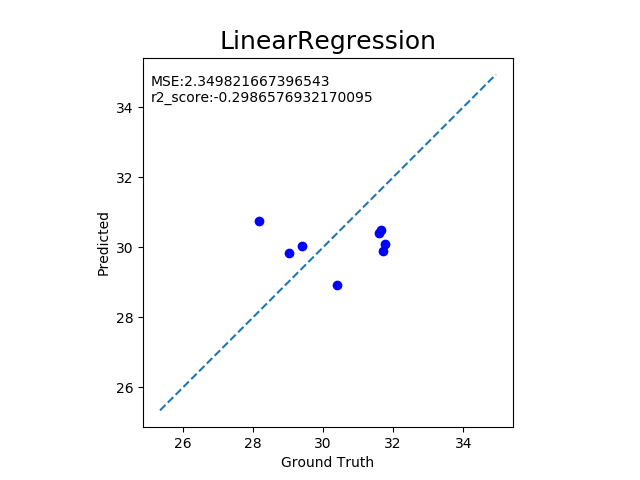 LinearRegression
MSE:2.349821667396543
r2_score:-0.2986576932170095
34
32
30
28
26
Predicted
26 28 30 32 34
Ground Truth